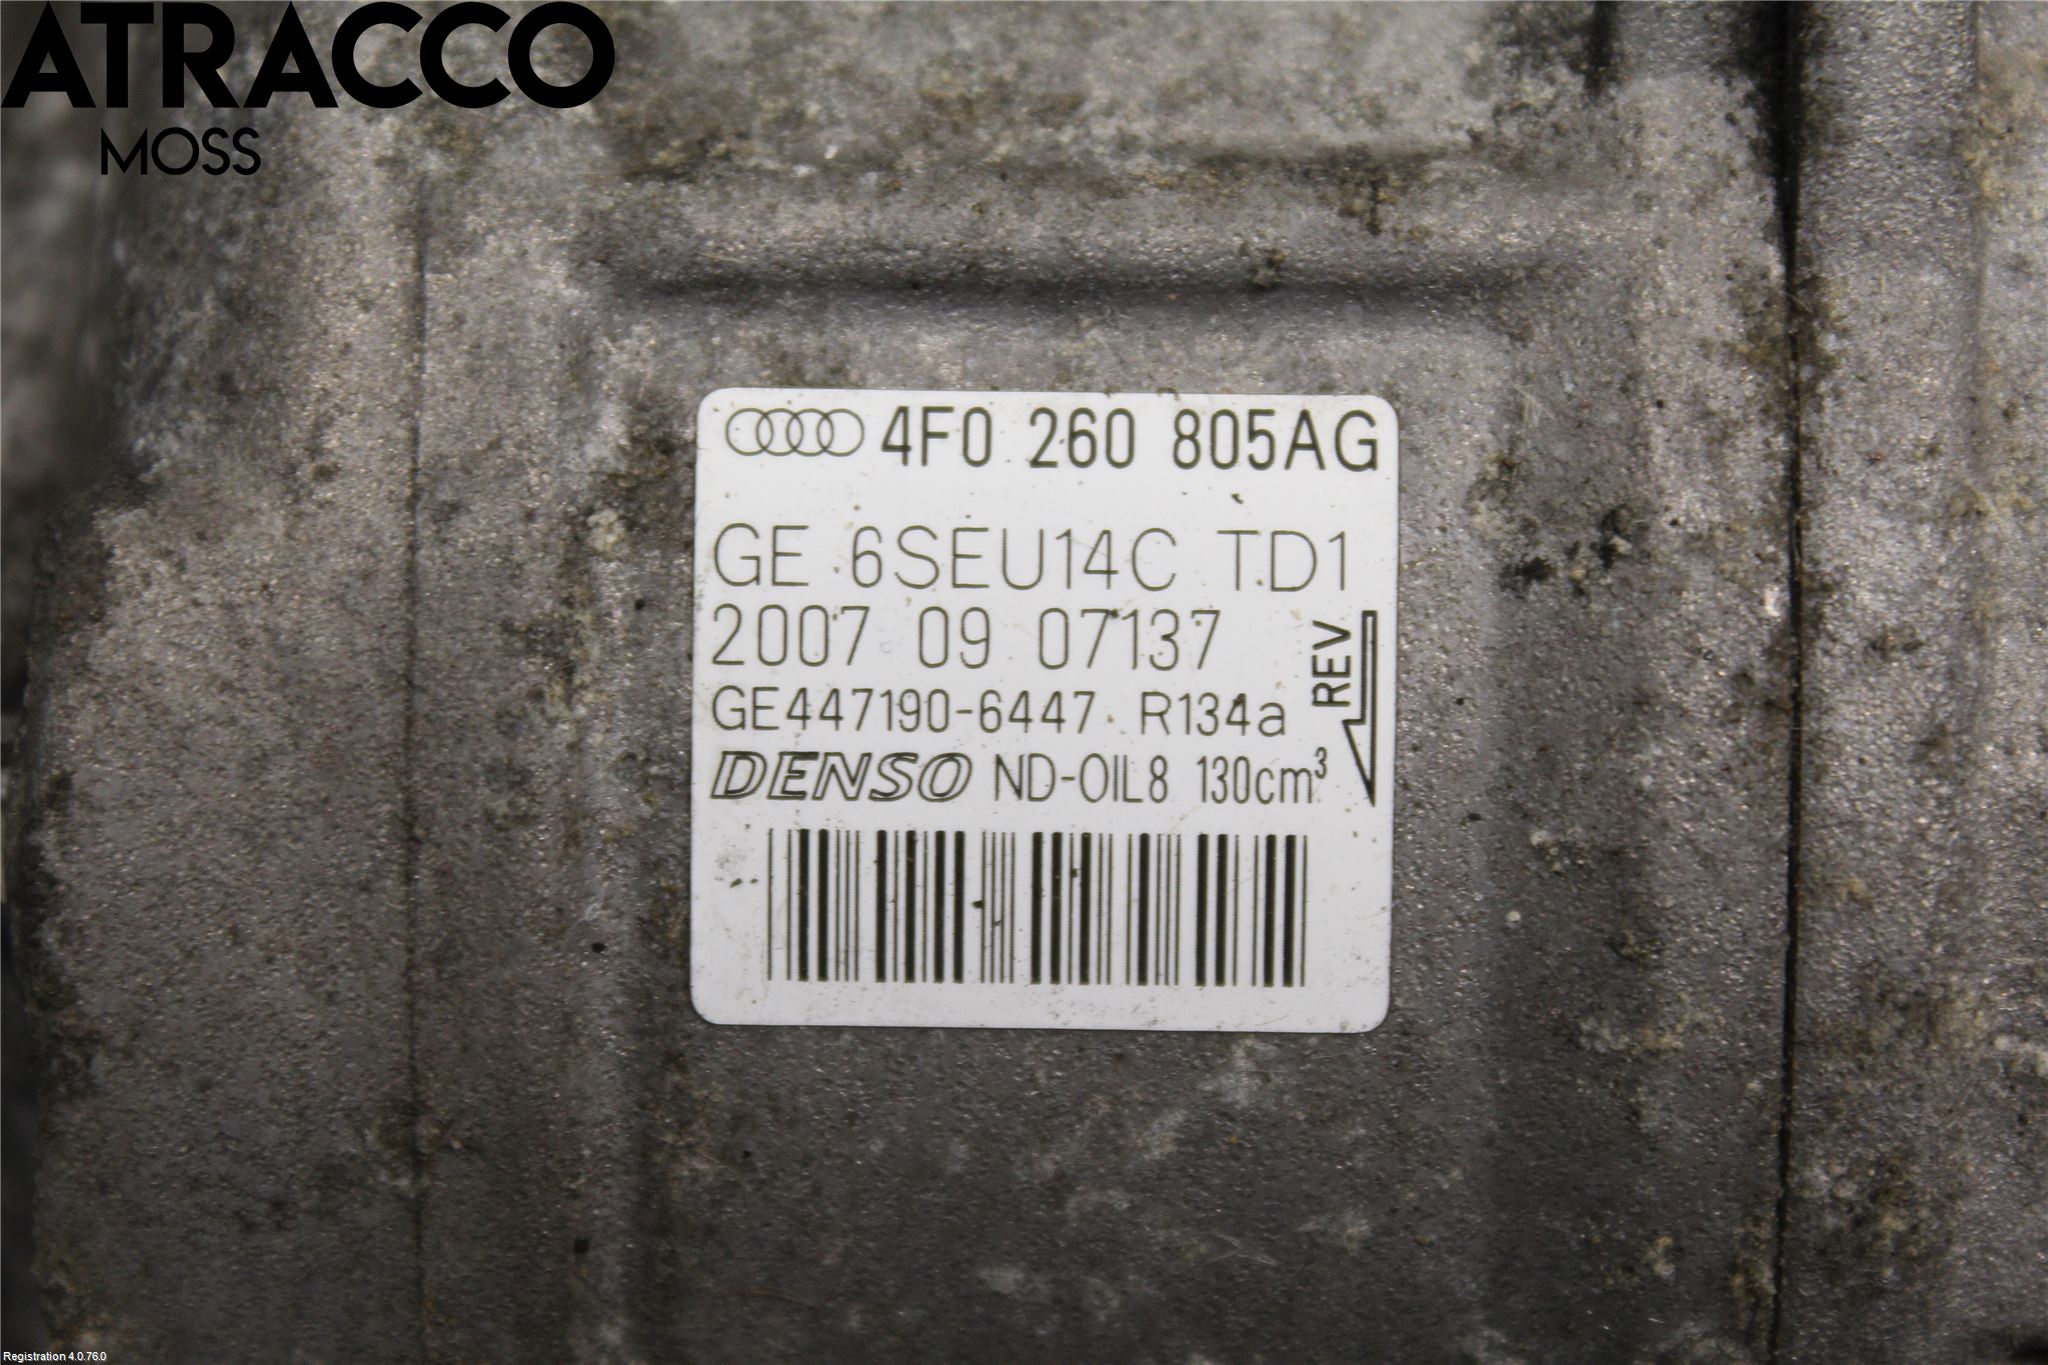 ATRACCO
MOSS
4F0 260 805AG
GE 6SEU14C TD1
2007 09 07137
REV
GE447190-6447 R134a
DENSO ND-OIL8 130cm³
Registration 4.0.76.0